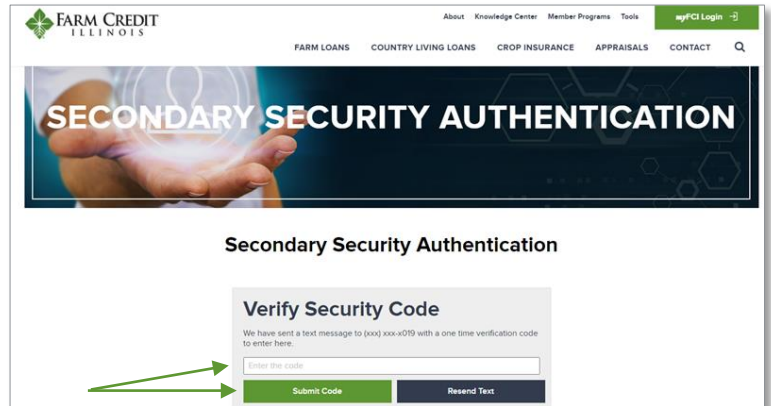 FARM CREDIT
ILLINOIS
About Knowledge Center Member Programs Tools
myFCI Login
FARM LOANS COUNTRY LIVING LOANS CROP INSURANCE APPRAISALS CONTACT
SECONDARY SECURITY AUTHENTICATION
Secondary Security Authentication
Verify Security Code
We have sent a text message to (xxx) xxx-x019 with a one time verification code
to enter here.
Enter the code
Submit Code Resend Text